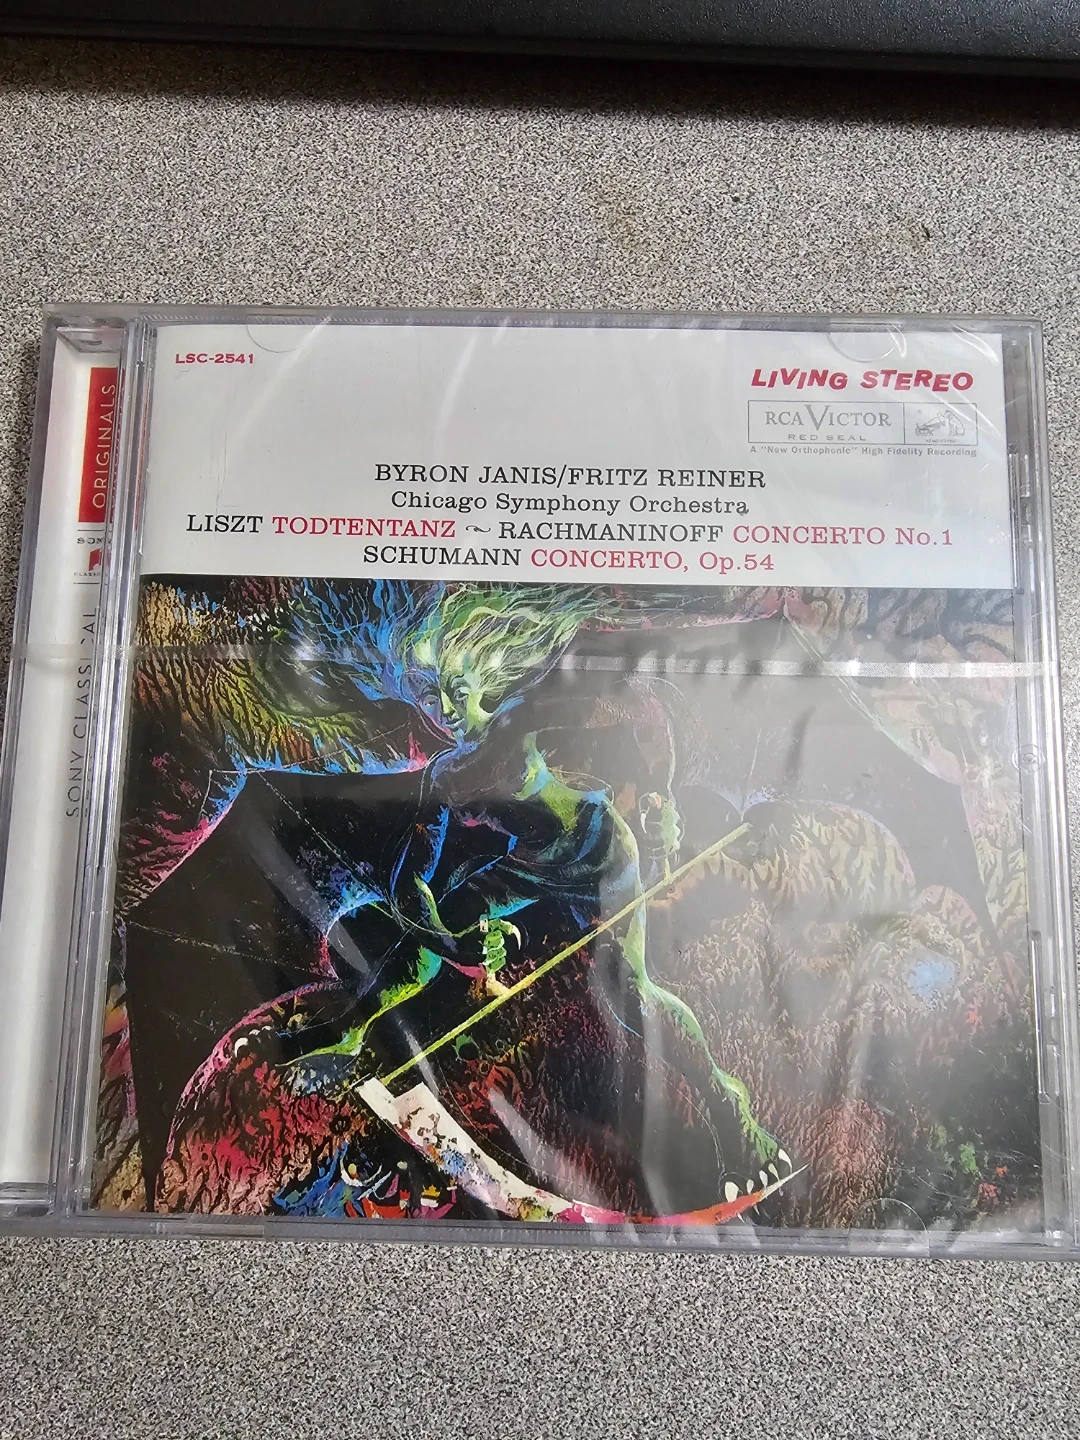 LSC-2541
LIVING STEREO
RCA VICTOR
RED SEAL
A "New Orthophonic" High Fidelity Recording
BYRON JANIS/FRITZ REINER
Chicago Symphony Orchestra
LISZT TODTENTANZ ~ RACHMANINOFF CONCERTO No.1
SCHUMANN CONCERTO, Op.54
ORIGINALS
SONY
SONY CLASSICAL